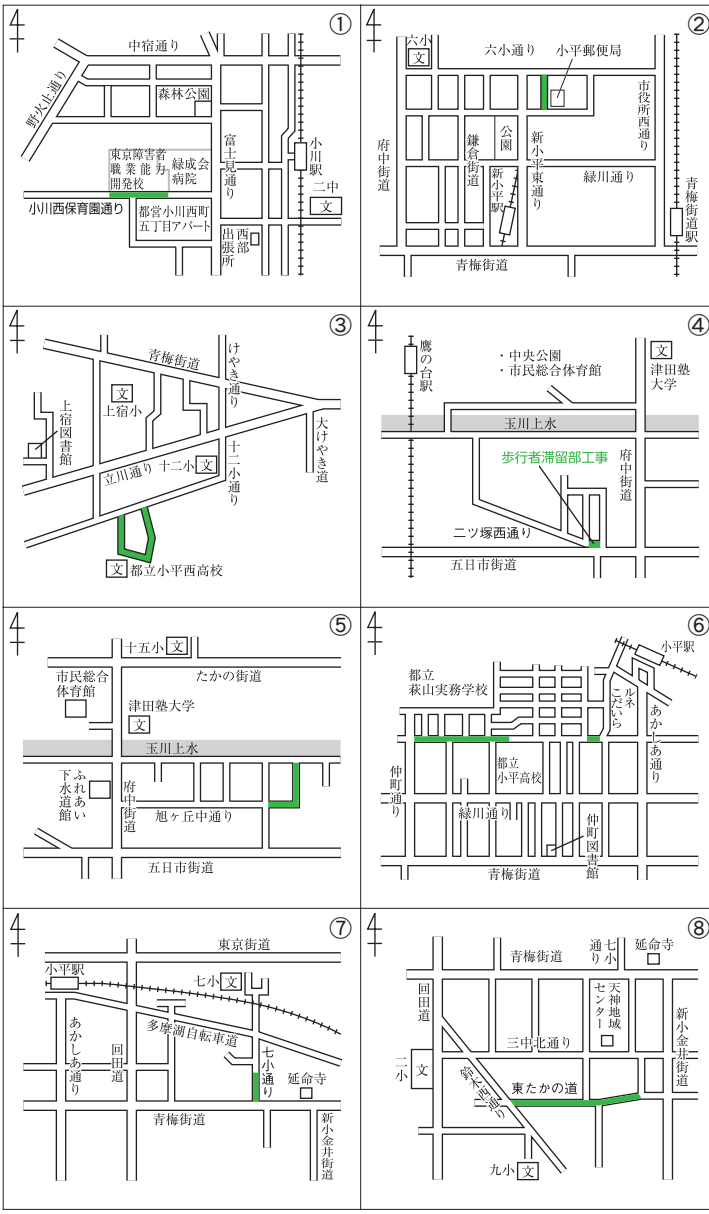 ①
中宿通り
野火止通り
森林公園
東京障害者
職業能力
開発校
緑成会
病院
富士見通り
小川駅
二中
文
小川西保育園通り
都営小川西町
五丁目アパート
西部
出張所
②
六小
文
六小通り
小平郵便局
市役所西通り
府中街道
鎌倉街道
公園
新小平駅
新小平東通り
緑川通り
青梅街道駅
青梅街道
③
青梅街道
けやき通り
文
上宿小
上宿
図書館
大けやき道
立川通り
十二小
文
十二小通り
文
都立小平西高校
④
鷹の台駅
・中央公園
・市民総合体育館
文
津田塾
大学
玉川上水
歩行者滞留部工事
府中街道
二ツ塚西通り
五日市街道
⑤
十五小
文
たかの街道
市民総合
体育館
津田塾大学
文
玉川上水
ふれあい
下水道館
府中街道
旭ヶ丘中通り
五日市街道
⑥
小平駅
都立
萩山実務学校
ルネ
こだいら
あかしあ通り
仲町通り
都立
小平高校
緑川通り
仲町図書館
青梅街道
⑦
東京街道
小平駅
七小
文
多摩湖自転車道
あかしあ通り
回田道
七小通り
延命寺
青梅街道
新小金井街道
⑧
青梅街道
七小
通り
延命寺
回田道
天神地域
センター
新小金井街道
三中北通り
二小
文
鈴木西通り
東たかの道
九小
文